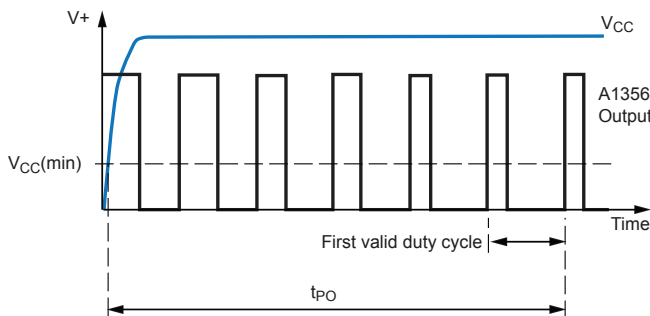 V+
VCC
A1356
Output
VCC(min)
Time
First valid duty cycle
tPO